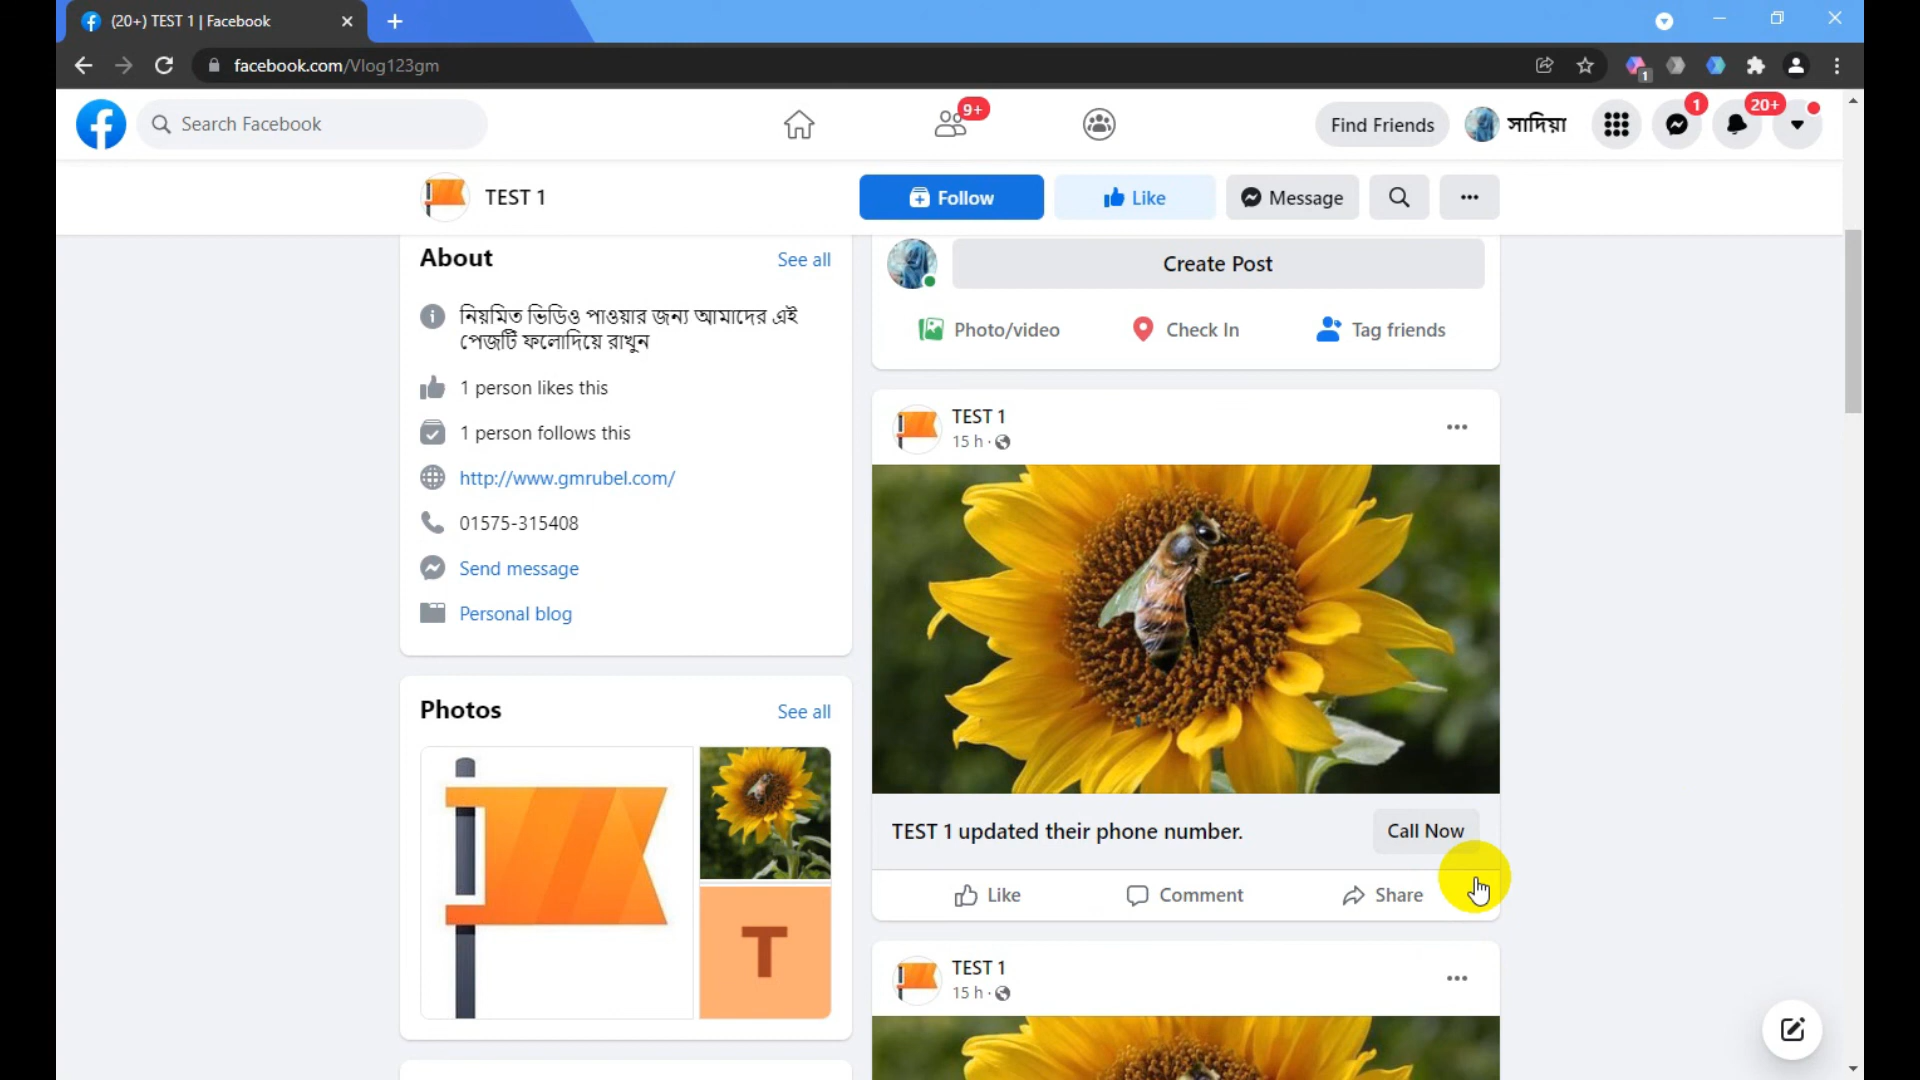 (20+) TEST 1 | Facebook
facebook.com/Vlog123gm
1
Search Facebook
9+
Find Friends
সাদিয়া
1
20+
TEST 1
Follow
Like
Message
About
See all
নিয়মিত ভিডিও পাওয়ার জন্য আমাদের এই
পেজটি ফলোদিয়ে রাখুন
1 person likes this
1 person follows this
http://www.gmrubel.com/
01575-315408
Send message
Personal blog
Photos
See all
T
Create Post
Photo/video
Check In
Tag friends
TEST 1
15 h ·
TEST 1 updated their phone number.
Call Now
Like
Comment
Share
TEST 1
15 h ·